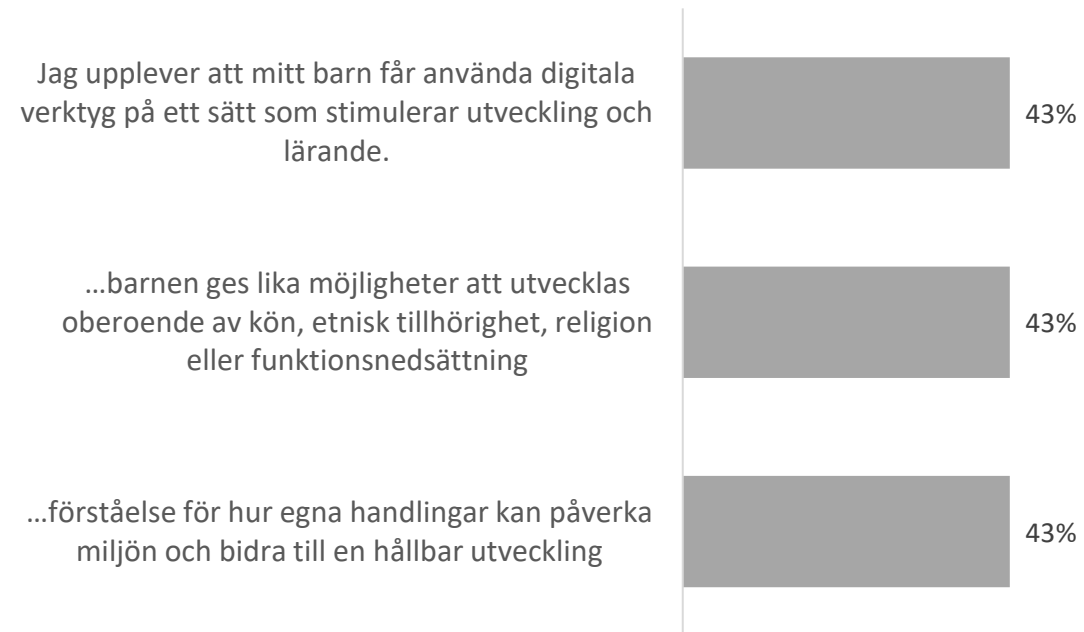 Jag upplever att mitt barn får använda digitala
verktyg på ett sätt som stimulerar utveckling och
lärande.
43%
…barnen ges lika möjligheter att utvecklas
oberoende av kön, etnisk tillhörighet, religion
eller funktionsnedsättning
43%
…förståelse för hur egna handlingar kan påverka
miljön och bidra till en hållbar utveckling
43%